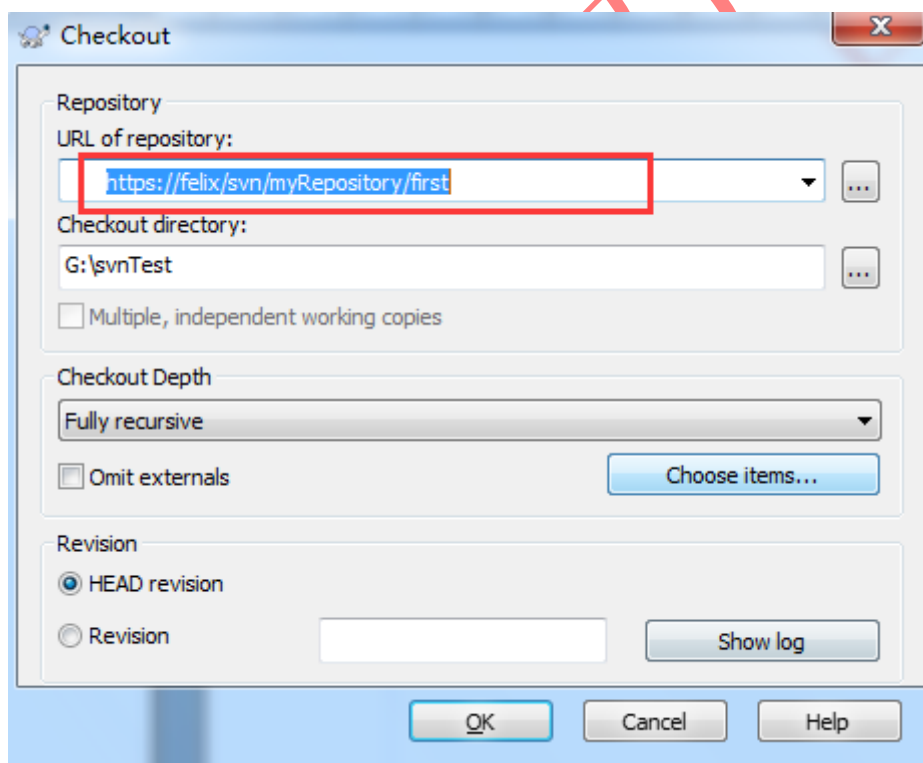 Checkout
Repository
URL of repository:
https://felix/svn/myRepository/first
...
Checkout directory:
G:\svnTest
...
Multiple, independent working copies
Checkout Depth
Fully recursive
Omit externals
Choose items...
Revision
HEAD revision
Revision
Show log
OK
Cancel
Help